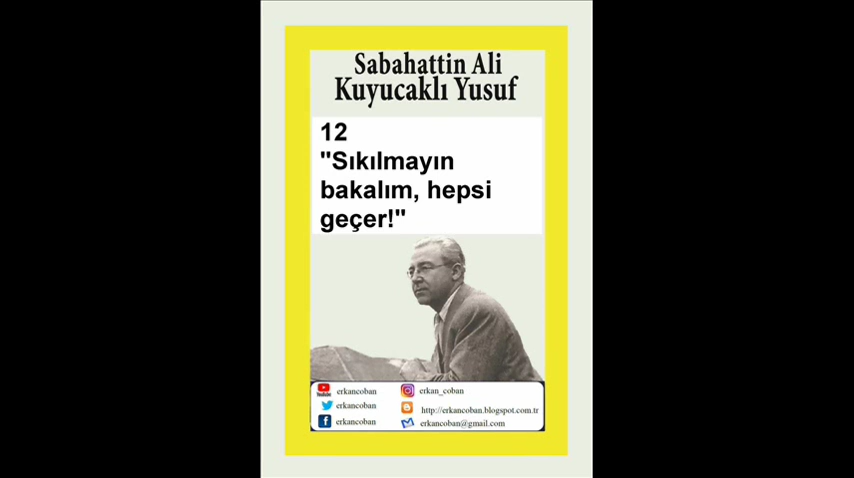 Sabahattin Ali
Kuyucaklı Yusuf
12
"Sıkılmayın
bakalım, hepsi
geçer!"
YouTube erkancoban
erkan_coban
erkancoban
http://erkancoban.blogspot.com.tr
erkancoban
erkancoban@gmail.com